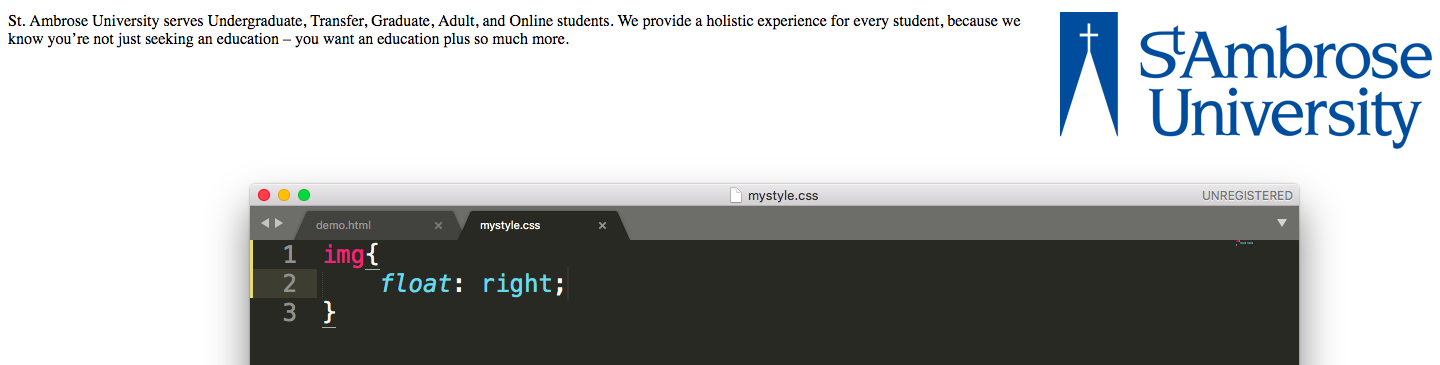 St. Ambrose University serves Undergraduate, Transfer, Graduate, Adult, and Online students. We provide a holistic experience for every student, because we
know you’re not just seeking an education – you want an education plus so much more.
StAmbrose
University
mystyle.css
UNREGISTERED
demo.html
mystyle.css
1 img{
2 float: right;
3 }